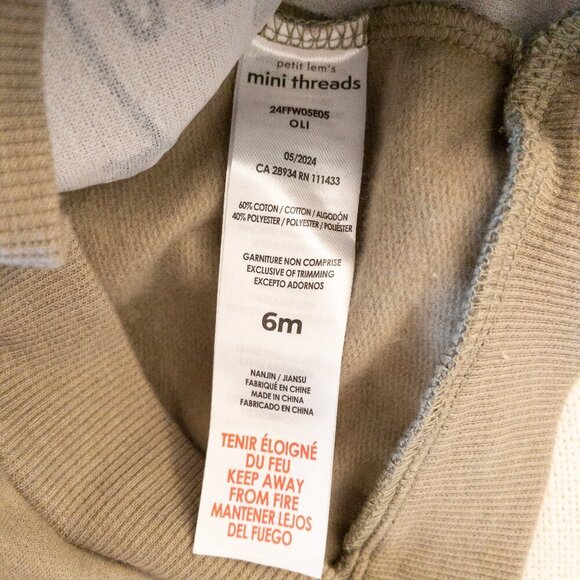 petit lem's
mini threads
24FFW05E05
OLI
05/2024
CA 28934 RN 111433
60% COTON / COTTON / ALGODÓN
40% POLYESTER / POLYESTER / POLIÉSTER
GARNITURE NON COMPRISE
EXCLUSIVE OF TRIMMING
EXCEPTO ADORNOS
6m
NANJIN / JIANSU
FABRIQUÉ EN CHINE
MADE IN CHINA
FABRICADO EN CHINA
TENIR ÉLOIGNÉ
DU FEU
KEEP AWAY
FROM FIRE
MANTENER LEJOS
DEL FUEGO